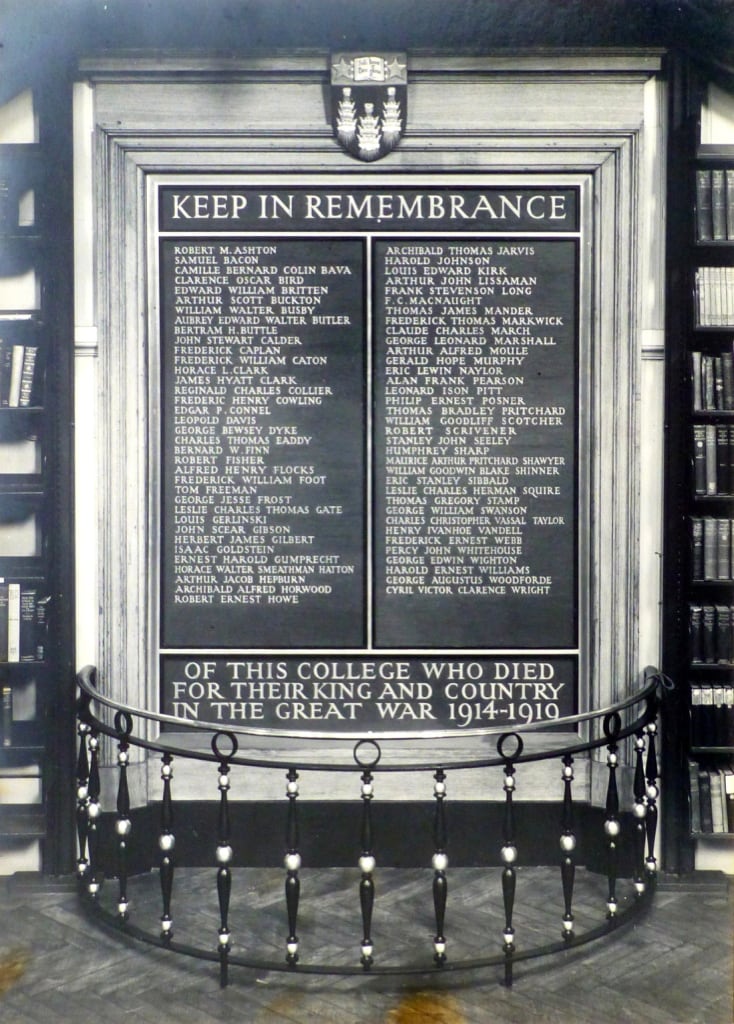 KEEP IN REMEMBRANCE
ROBERT M. ASHTON
SAMUEL BACON
CAMILLE BERNARD COLIN BAVA
CLARENCE OSCAR BIRD
EDWARD WILLIAM BRITTEN
ARTHUR SCOTT BUCKTON
WILLIAM WALTER BUSBY
AUBREY EDWARD WALTER BUTLER
BERTRAM H. BUTTLE
JOHN STEWART CALDER
FREDERICK CAPLAN
FREDERICK WILLIAM CATON
HORACE L. CLARK
JAMES HYATT CLARK
REGINALD CHARLES COLLIER
FREDERIC HENRY COWLING
EDGAR P. CONNEL
LEOPOLD DAVIS
GEORGE BEWSEY DYKE
CHARLES THOMAS EADDY
BERNARD W. FINN
ROBERT FISHER
ALFRED HENRY FLOCKS
FREDERICK WILLIAM FOOT
TOM FREEMAN
GEORGE JESSE FROST
LESLIE CHARLES THOMAS GATE
LOUIS GERLINSKI
JOHN SCEAR GIBSON
HERBERT JAMES GILBERT
ISAAC GOLDSTEIN
ERNEST HAROLD GUMPRECHT
HORACE WALTER SMEATHMAN HATTON
ARTHUR JACOB HEPBURN
ARCHIBALD ALFRED HORWOOD
ROBERT ERNEST HOWE
ARCHIBALD THOMAS JARVIS
HAROLD JOHNSON
LOUIS EDWARD KIRK
ARTHUR JOHN LISSAMAN
FRANK STEVENSON LONG
F. C. MACNAUGHT
THOMAS JAMES MANDER
FREDERICK THOMAS MARKWICK
CLAUDE CHARLES MARCH
GEORGE LEONARD MARSHALL
ARTHUR ALFRED MOULE
GERALD HOPE MURPHY
ERIC LEWIN NAYLOR
ALAN FRANK PEARSON
LEONARD ISON PITT
PHILIP ERNEST POSNER
THOMAS BRADLEY PRITCHARD
WILLIAM GOODLIFF SCOTCHER
ROBERT SCRIVENER
STANLEY JOHN SEELEY
HUMPHREY SHARP
MAURICE ARTHUR PRITCHARD SHAWYER
WILLIAM GOODWIN BLAKE SHINNER
ERIC STANLEY SIBBALD
LESLIE CHARLES HERMAN SQUIRE
THOMAS GREGORY STAMP
GEORGE WILLIAM SWANSON
CHARLES CHRISTOPHER VASSAL TAYLOR
HENRY IVANHOE VANDELL
FREDERICK ERNEST WEBB
PERCY JOHN WHITEHOUSE
GEORGE EDWIN WIGHTON
HAROLD ERNEST WILLIAMS
GEORGE AUGUSTUS WOODFORDE
CYRIL VICTOR CLARENCE WRIGHT
OF THIS COLLEGE WHO DIED
FOR THEIR KING AND COUNTRY
IN THE GREAT WAR 1914-1919